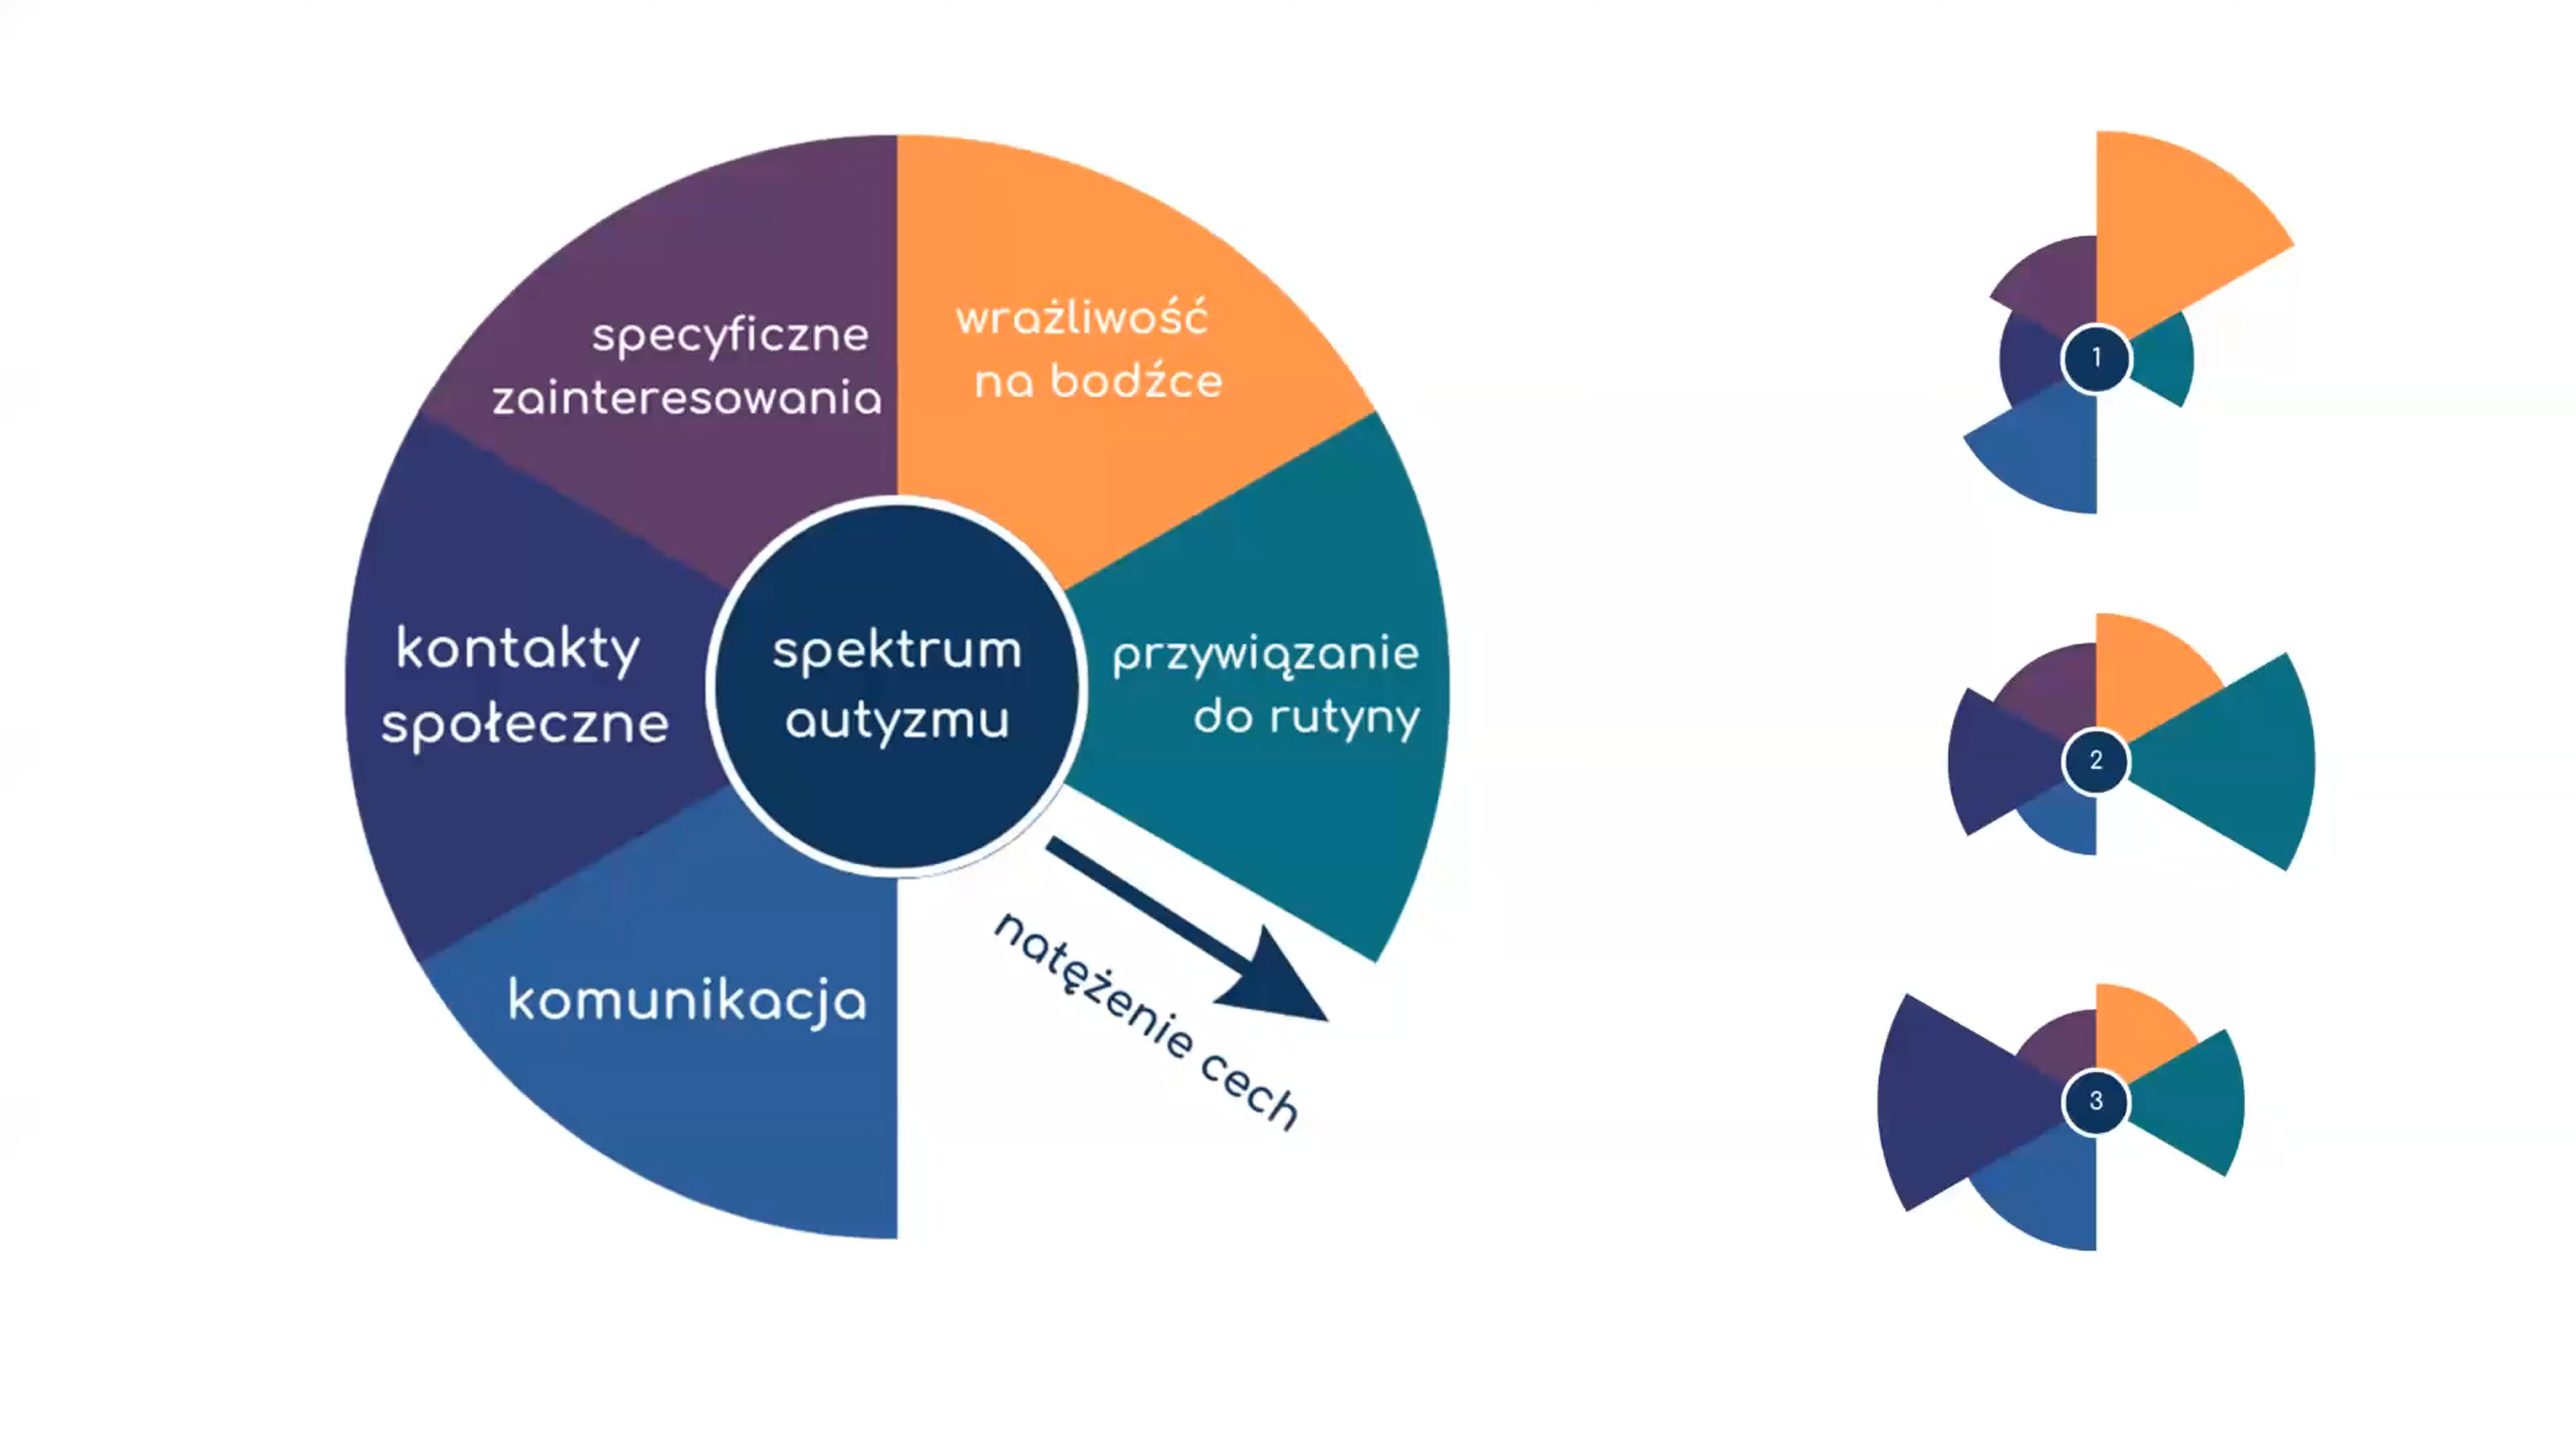 specyficzne
zainteresowania
wrażliwość
na bodźce
kontakty
społeczne
spektrum
autyzmu
przywiązanie
do rutyny
komunikacja
natężenie cech
1
2
3